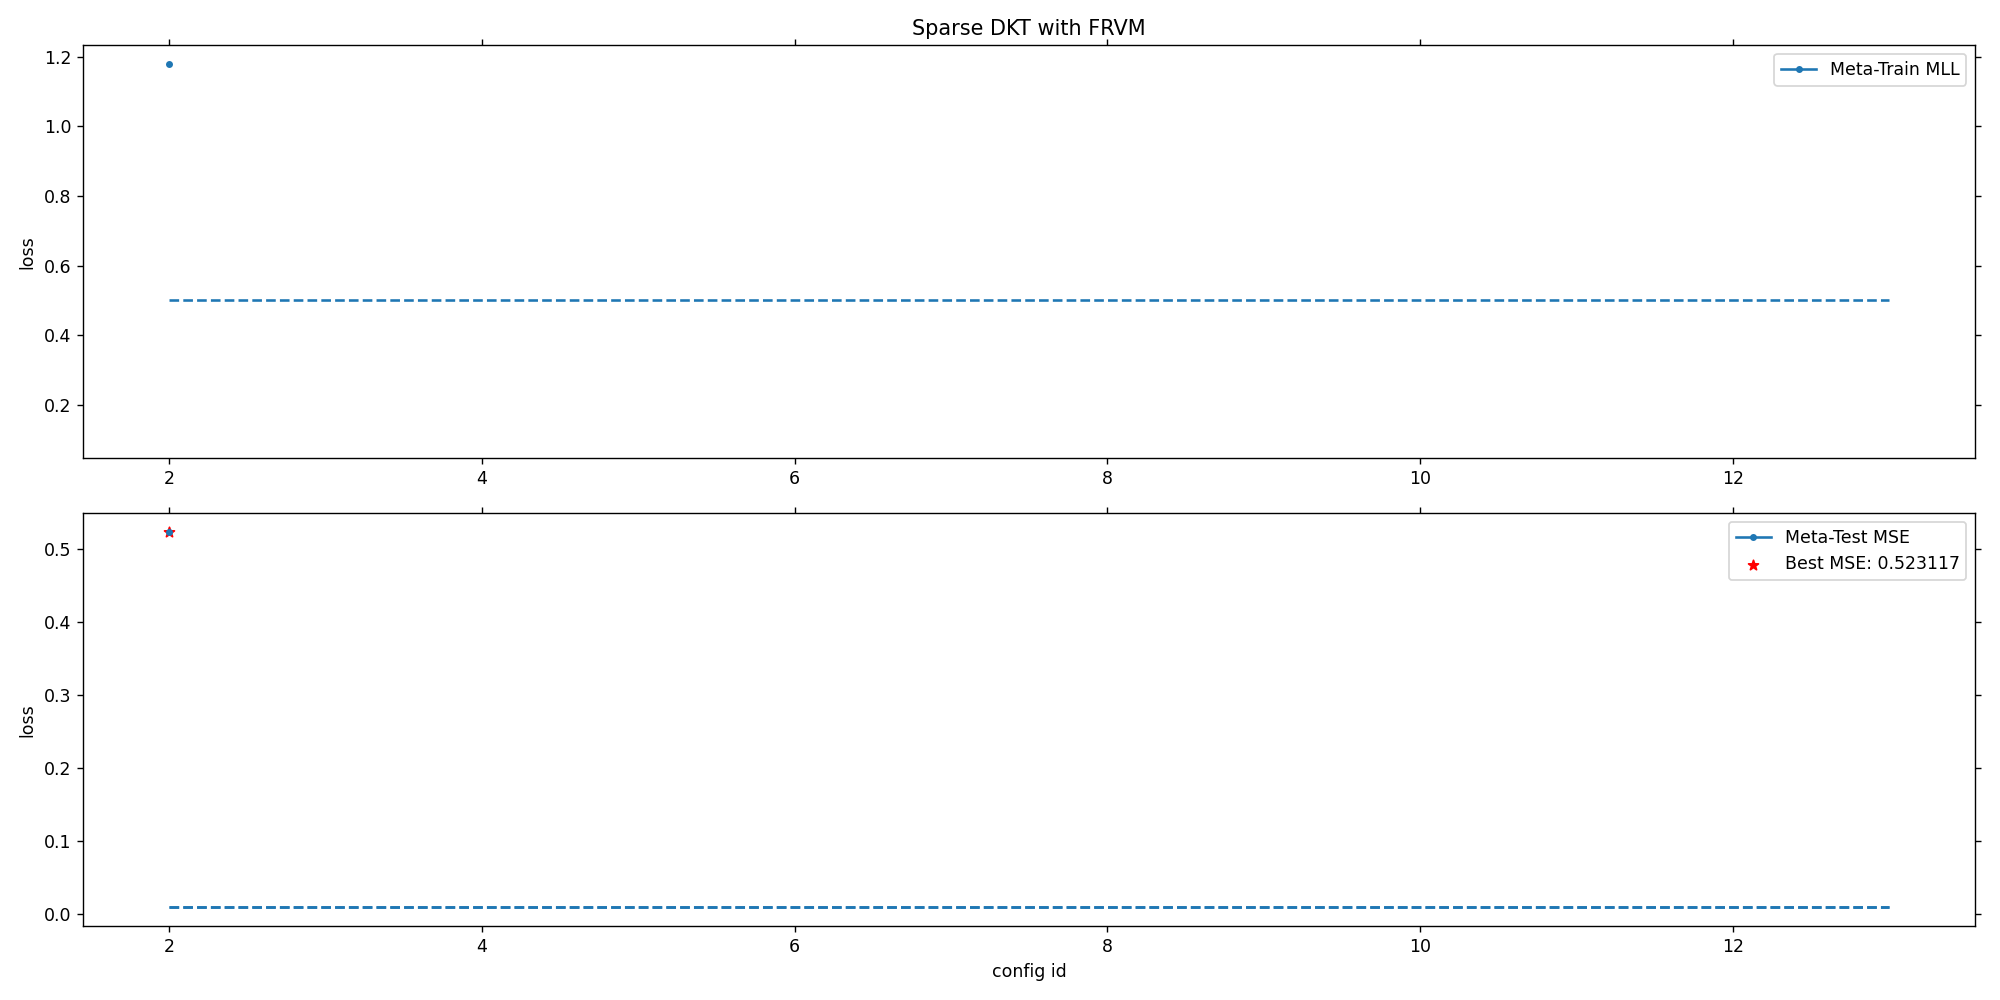 Sparse DKT with FRVM
1.2
1.0
0.8
0.6
0.4
0.2
loss
Meta-Train MLL
2 4 6 8 10 12
0.5
0.4
0.3
0.2
0.1
0.0
loss
Meta-Test MSE
Best MSE: 0.523117
2 4 6 8 10 12
config id